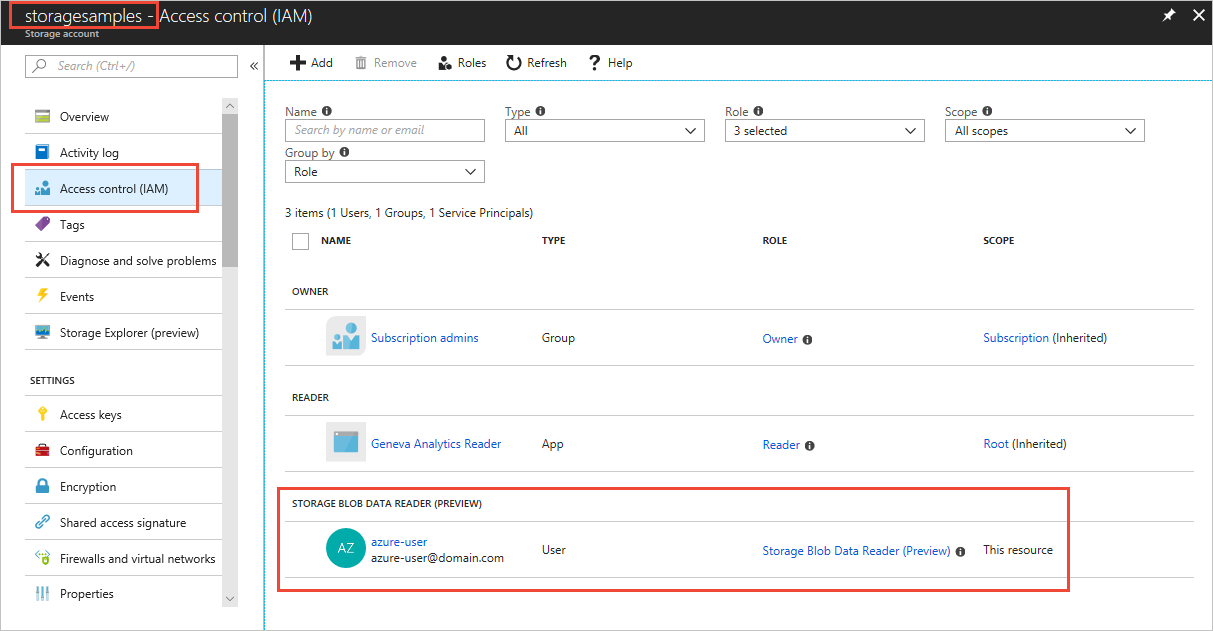 storagesamples - Access control (IAM)
Storage account
Search (Ctrl+/)
Overview
Activity log
Access control (IAM)
Tags
Diagnose and solve problems
Events
Storage Explorer (preview)
SETTINGS
Access keys
Configuration
Encryption
Shared access signature
Firewalls and virtual networks
Properties
Add Remove Roles Refresh ? Help
Name Type Role Scope
Search by name or email All 3 selected All scopes
Group by
Role
3 items (1 Users, 1 Groups, 1 Service Principals)
NAME TYPE ROLE SCOPE
OWNER
Subscription admins Group Owner Subscription (Inherited)
READER
Geneva Analytics Reader App Reader Root (Inherited)
STORAGE BLOB DATA READER (PREVIEW)
AZ azure-user User Storage Blob Data Reader (Preview) This resource
azure-user@domain.com